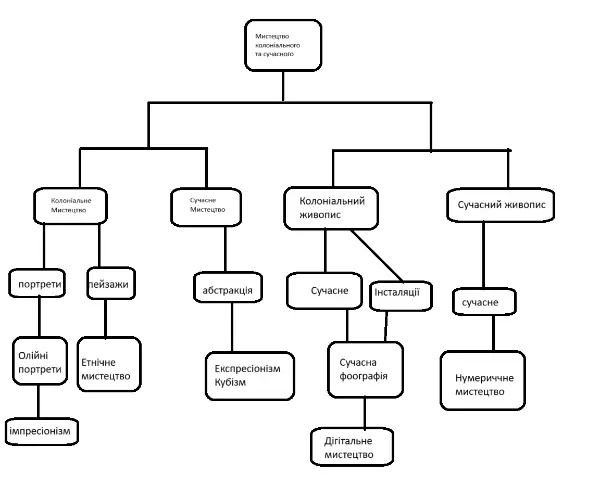 Мистецтво
колоніального
та сучасного
Колоніальне
Мистецтво
Сучасне
Мистецтво
Колоніальний
живопис
Сучасний живопис
портрети
пейзажи
абстракція
Сучасне
Інсталяції
сучасне
Олійні
портрети
Етнічне
мистецтво
Експресіонізм
Кубізм
Сучасна
фоографія
Нумериччне
мистецтво
імпресіонізм
Дігітальне
мистецтво